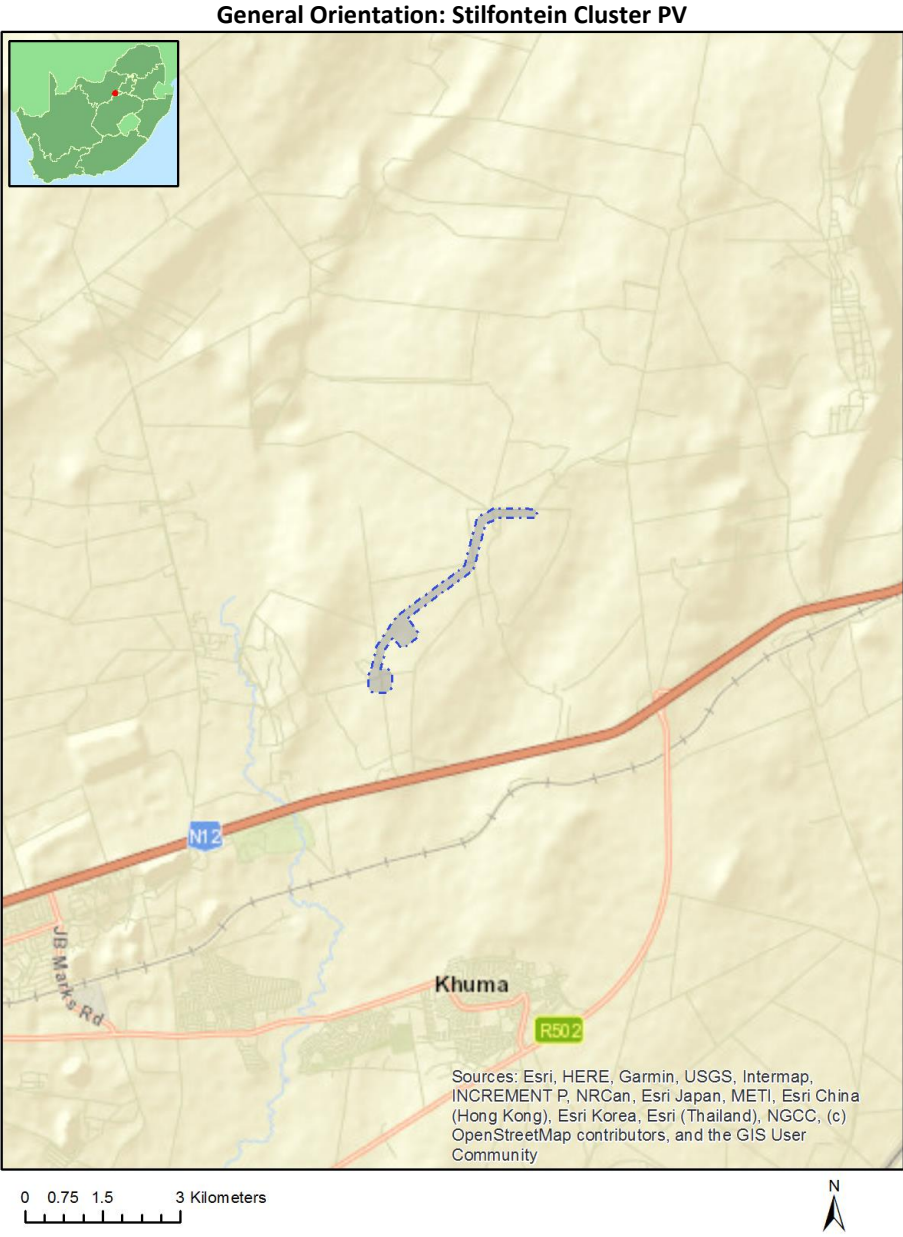 General Orientation: Stilfontein Cluster PV
N12
JB Marks Rd
Khuma
R502
Sources: Esri, HERE, Garmin, USGS, Intermap,
INCREMENT P, NRCan, Esri Japan, METI, Esri China
(Hong Kong), Esri Korea, Esri (Thailand), NGCC, (c)
OpenStreetMap contributors, and the GIS User
Community
0 0.75 1.5 3 Kilometers
N